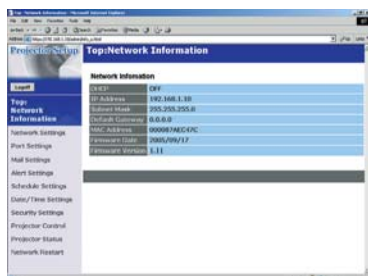 Projector Setup
Top:Network Information
Logoff
Top:
Network
Information
Network Settings
Port Settings
Mail Settings
Alert Settings
Schedule Settings
Date/Time Settings
Security Settings
Projector Control
Projector Status
Network Restart
Network Infomation
DHCP OFF
IP Address 192.168.1.10
Subnet Mask 255.255.255.0
Default Gateway 0.0.0.0
MAC Address 000087AEC47C
Firmware Date 2005/09/17
Firmware Version 1.11